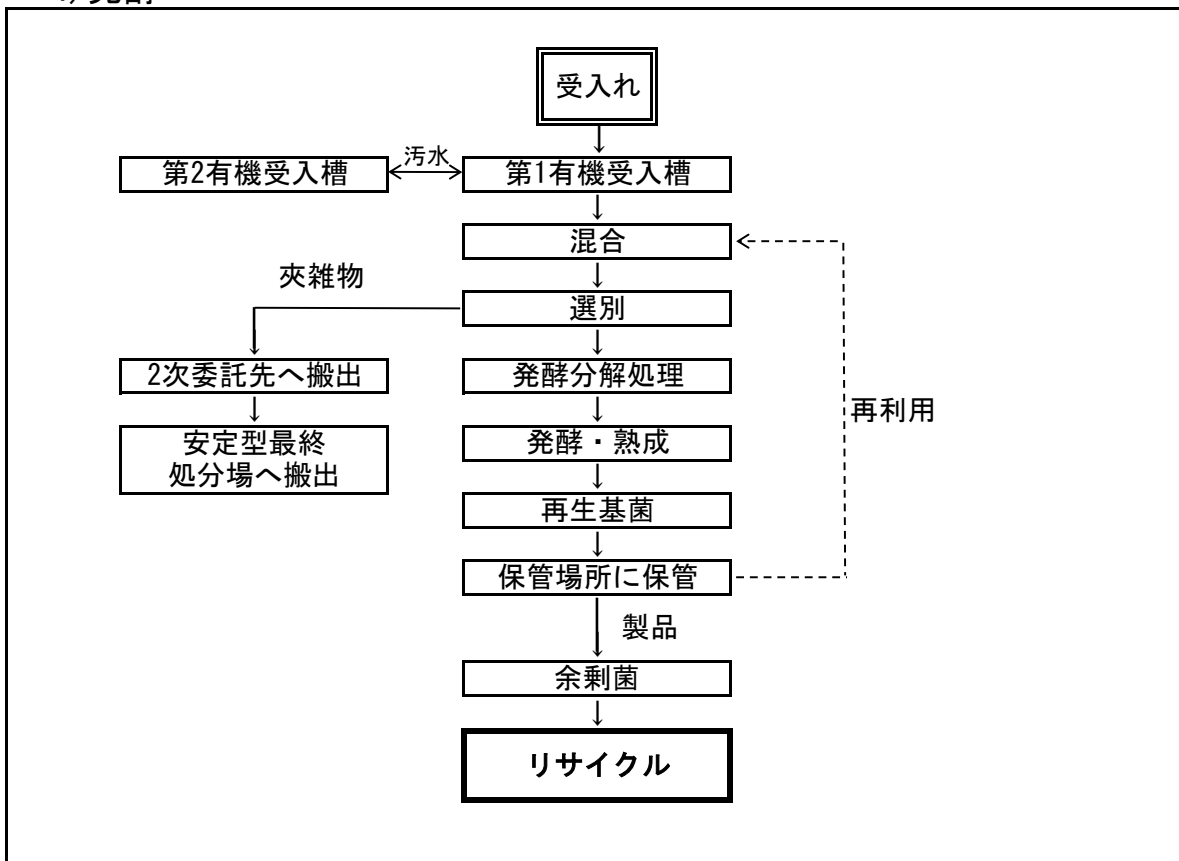 受入れ
汚水
第2有機受入槽
第1有機受入槽
混合
夾雑物
選別
2次委託先へ搬出
発酵分解処理
再利用
安定型最終
処分場へ搬出
発酵・熟成
再生基菌
保管場所に保管
製品
余剰菌
リサイクル